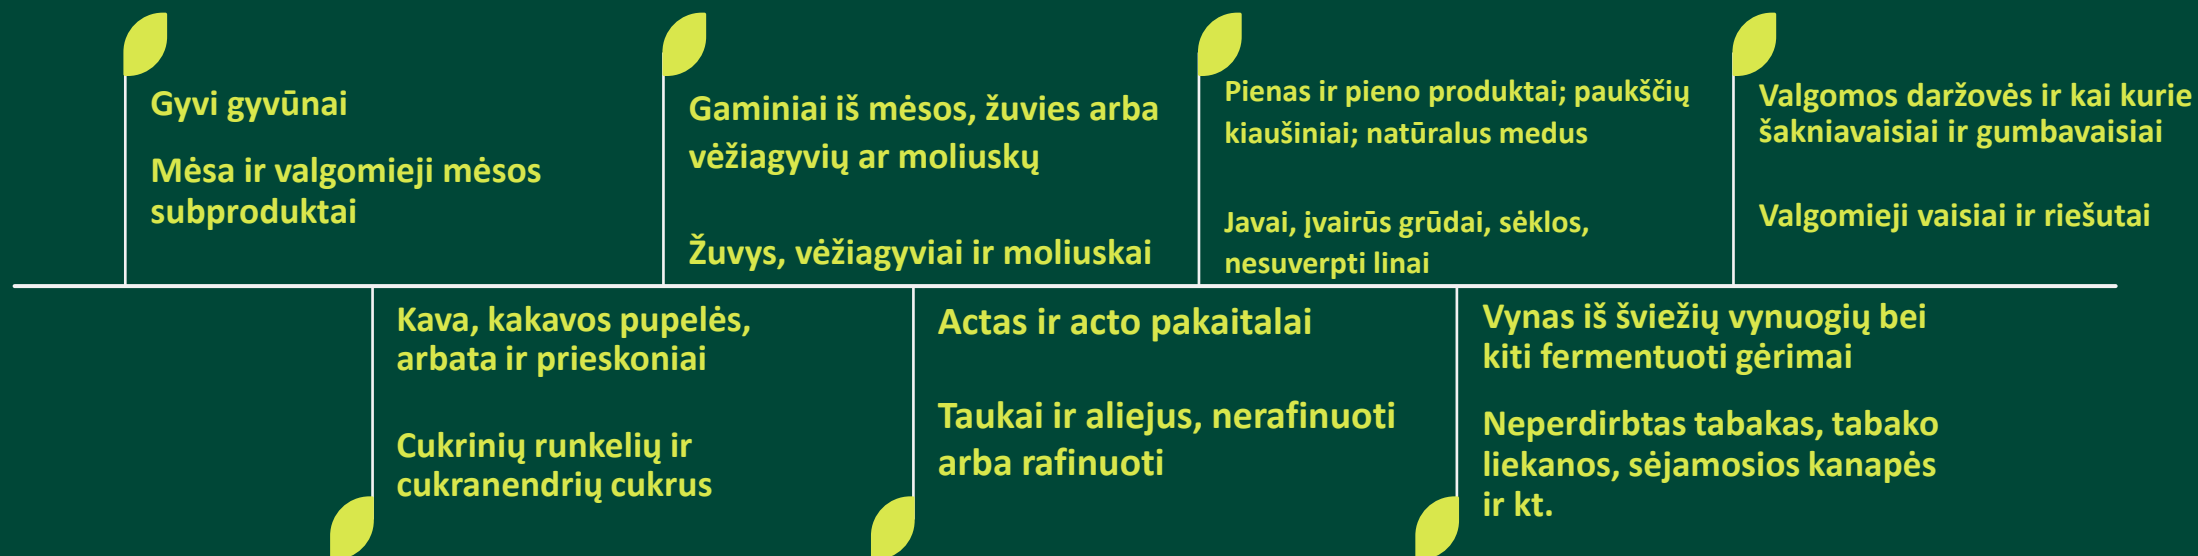 Gyvi gyvūnai
Mėsa ir valgomieji mėsos
subproduktai
Gaminiai iš mėsos, žuvies arba
vėžiagyvių ar moliuskų
Žuvys, vėžiagyviai ir moliuskai
Pienas ir pieno produktai; paukščių
kiaušiniai; natūralus medus
Javai, įvairūs grūdai, sėklos,
nesuverpti linai
Valgomos daržovės ir kai kurie
šakniavaisiai ir gumbavaisiai
Valgomieji vaisiai ir riešutai
Kava, kakavos pupelės,
arbata ir prieskoniai
Cukrinių runkelių ir
cukranendrių cukrus
Actas ir acto pakaitalai
Taukai ir aliejus, nerafinuoti
arba rafinuoti
Vynas iš šviežių vynuogių bei
kiti fermentuoti gėrimai
Neperdirbtas tabakas, tabako
liekanos, sėjamosios kanapės
ir kt.